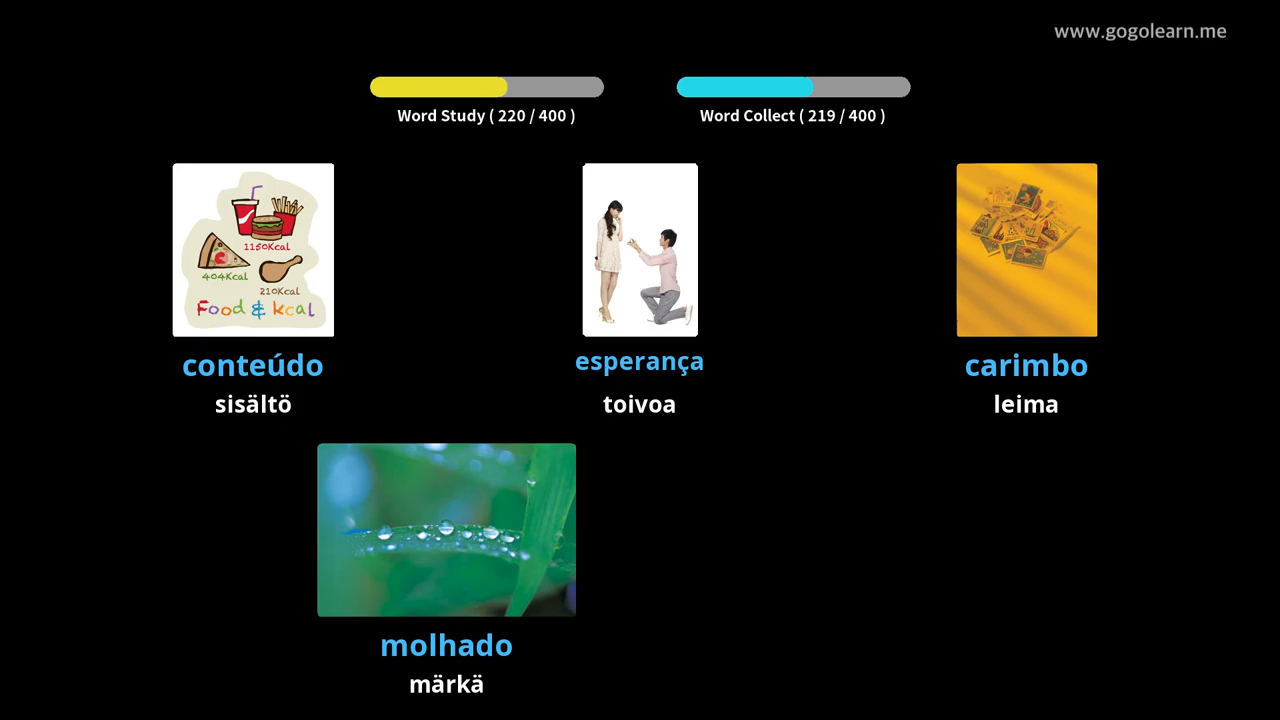 www.gogolearn.me
Word Study ( 220 / 400 )
Word Collect ( 219 / 400 )
1150Kcal
404Kcal
210Kcal
Food & kcal
conteúdo
sisältö
esperança
toivoa
carimbo
leima
molhado
märkä